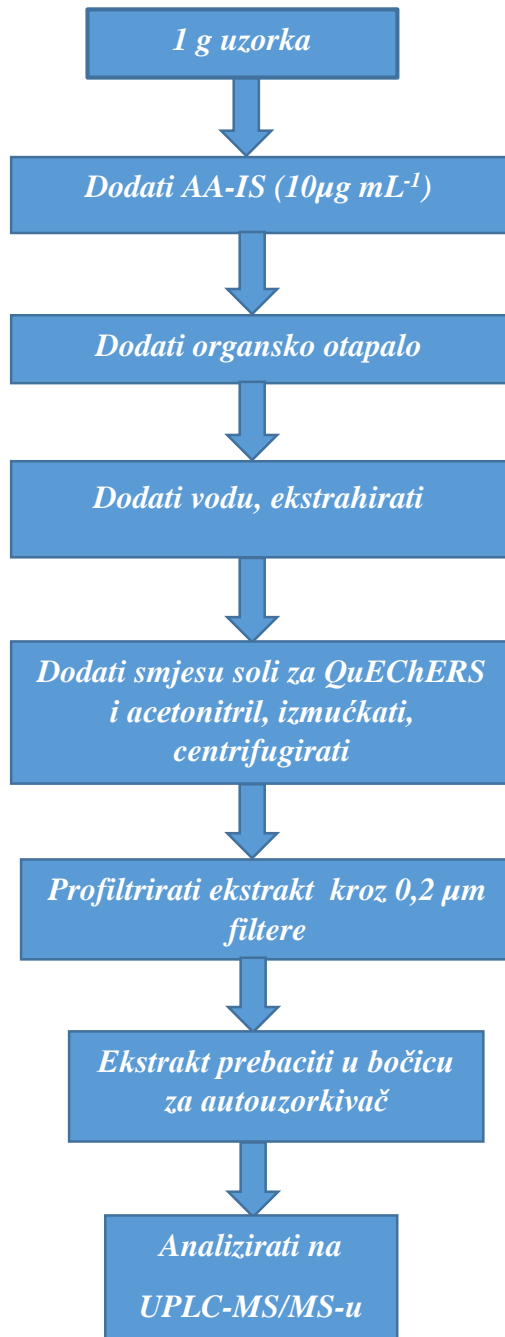 1 g uzorka
Dodati AA-IS (10µg mL⁻¹)
Dodati organsko otapalo
Dodati vodu, ekstrahirati
Dodati smjesu soli za QuEChERS
i acetonitril, izmućkati,
centrifugirati
Profiltrirati ekstrakt kroz 0,2 µm
filtere
Ekstrakt prebaciti u bočicu
za autouzorkivač
Analizirati na
UPLC-MS/MS-u